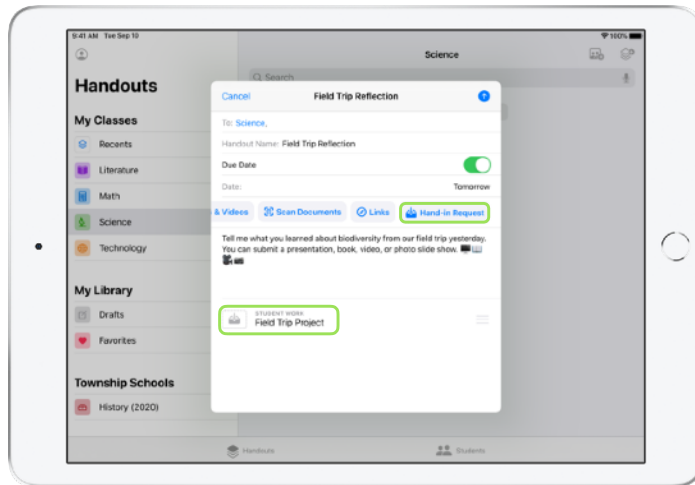 9:41 AM Tue Sep 10
100%
Science
Search
Handouts
My Classes
Recents
Literature
Math
Science
Technology
My Library
Drafts
Favorites
Township Schools
History (2020)
Cancel
Field Trip Reflection
To: Science,
Handout Name: Field Trip Reflection
Due Date
Date:
Tomorrow
& Videos
Scan Documents
Links
Hand-in Request
Tell me what you learned about biodiversity from our field trip yesterday.
You can submit a presentation, book, video, or photo slide show. 🖥️📖
🎥📷
STUDENT WORK
Field Trip Project
Handouts
Students